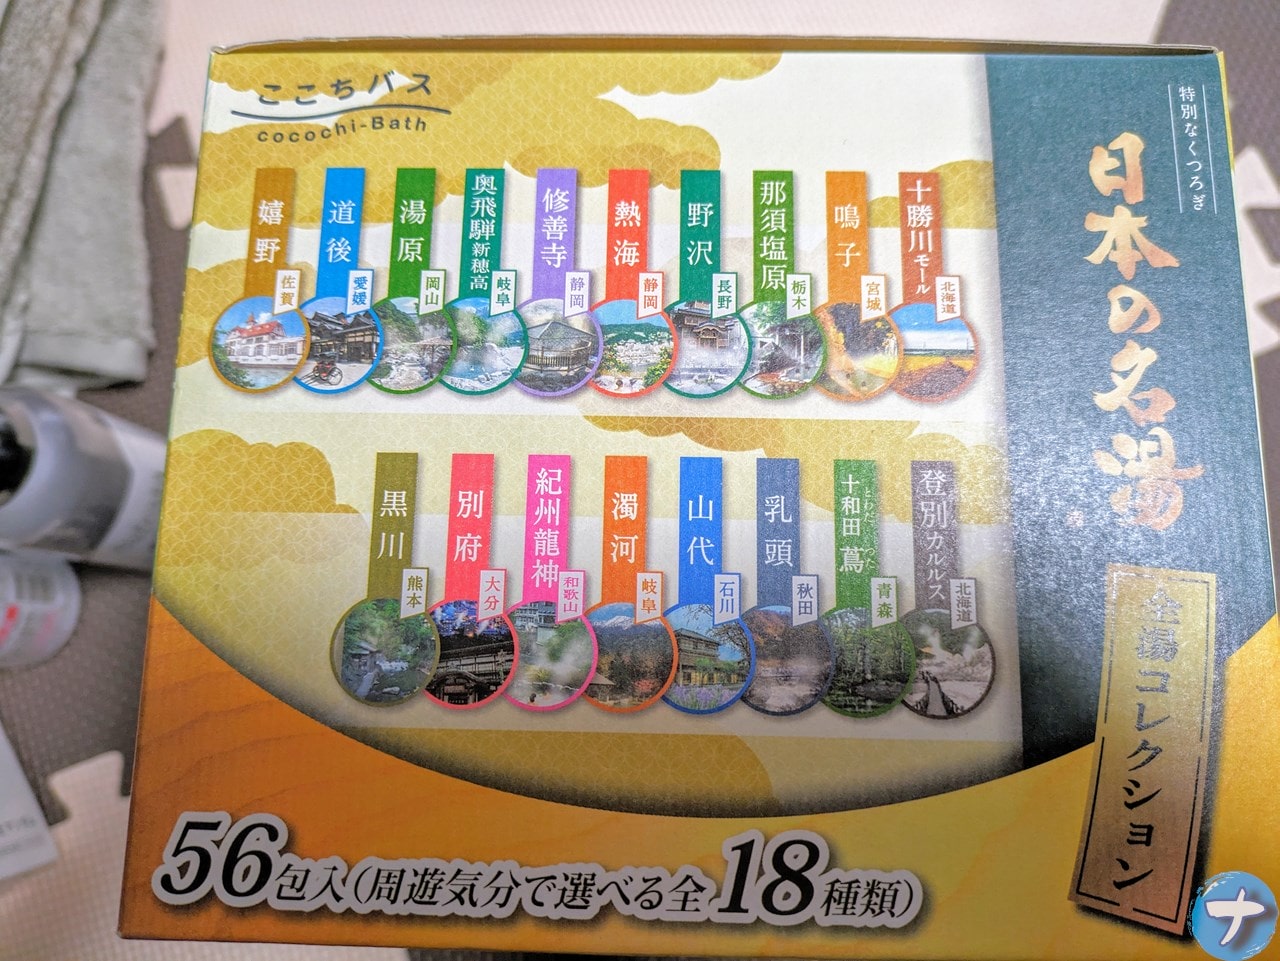 ここちバス
cocochi-Bath
特別なくつろぎ
日本の名湯
全湯コレクション
十勝川モール
北海道
鳴子
宮城
那須塩原
栃木
野沢
長野
熱海
静岡
修善寺
静岡
奥飛騨新穂高
岐阜
湯原
岡山
道後
愛媛
嬉野
佐賀
登別カルルス
北海道
とわだ つた
十和田 蔦
青森
乳頭
秋田
山代
石川
濁河
岐阜
紀州龍神
和歌山
別府
大分
黒川
熊本
56包入(周遊気分で選べる全18種類)
ナ